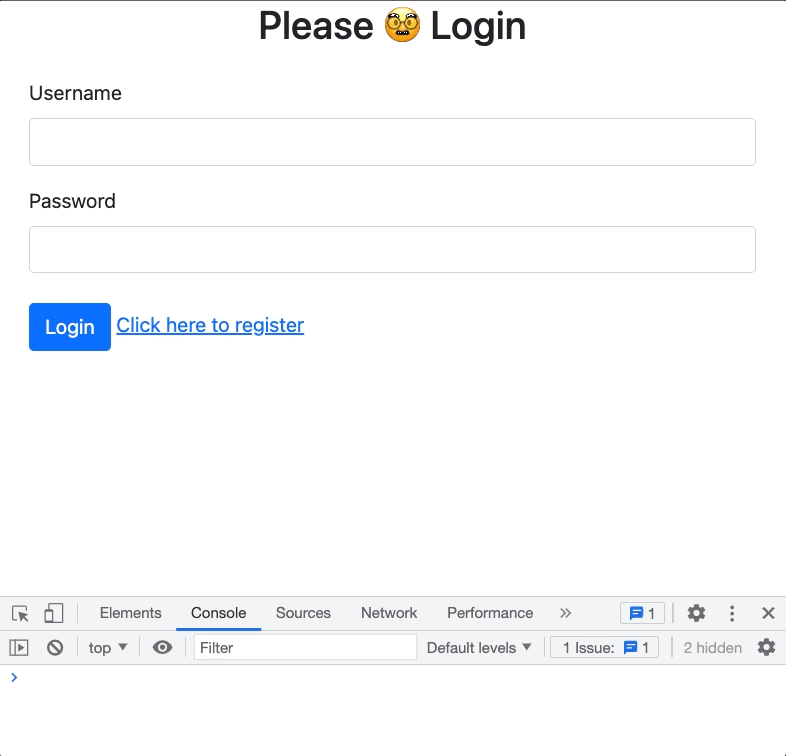 Please 🥸 Login
Username
Password
Login Click here to register
Elements Console Sources Network Performance » 1
top Filter Default levels 1 Issue: 1 2 hidden